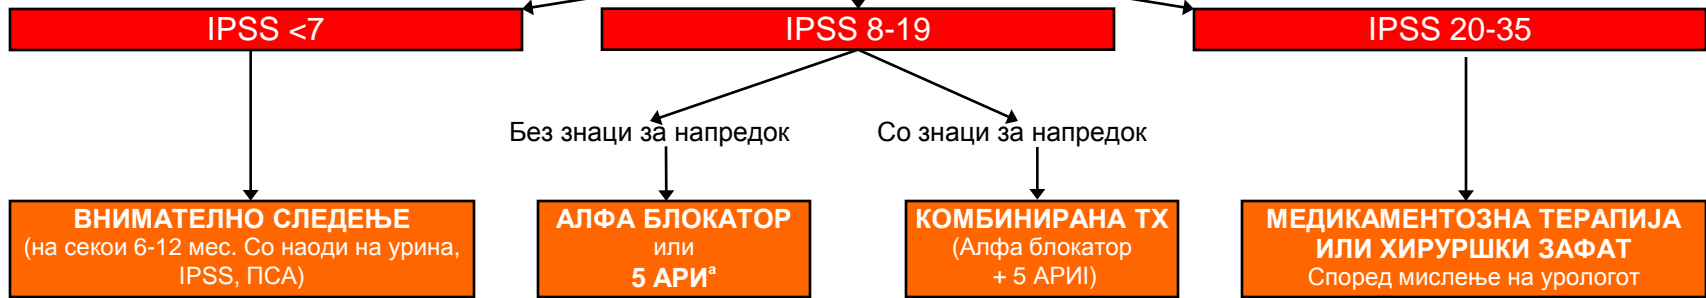 IPSS <7
IPSS 8-19
IPSS 20-35
Без знаци за напредок
Со знаци за напредок
ВНИМАТЕЛНО СЛЕДЕЊЕ
(на секои 6-12 мес. Со наоди на урина,
IPSS, ПСА)
АЛФА БЛОКАТОР
или
5 АРИª
КОМБИНИРАНА ТХ
(Алфа блокатор
+ 5 АРИI)
МЕДИКАМЕНТОЗНА ТЕРАПИЈА
ИЛИ ХИРУРШКИ ЗАФАТ
Според мислење на урологот